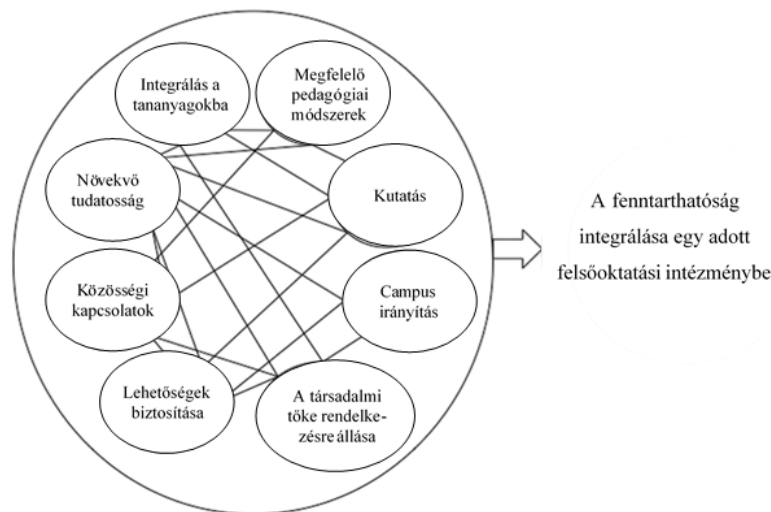 Integrálás a
tananyagokba
Megfelelő
pedagógiai
módszerek
Növekvő
tudatosság
Kutatás
Közösségi
kapcsolatok
Campus
irányítás
Lehetőségek
biztosítása
A társadalmi
tőke rendelke-
zésre állása
A fenntarthatóság
integrálása egy adott
felsőoktatási intézménybe